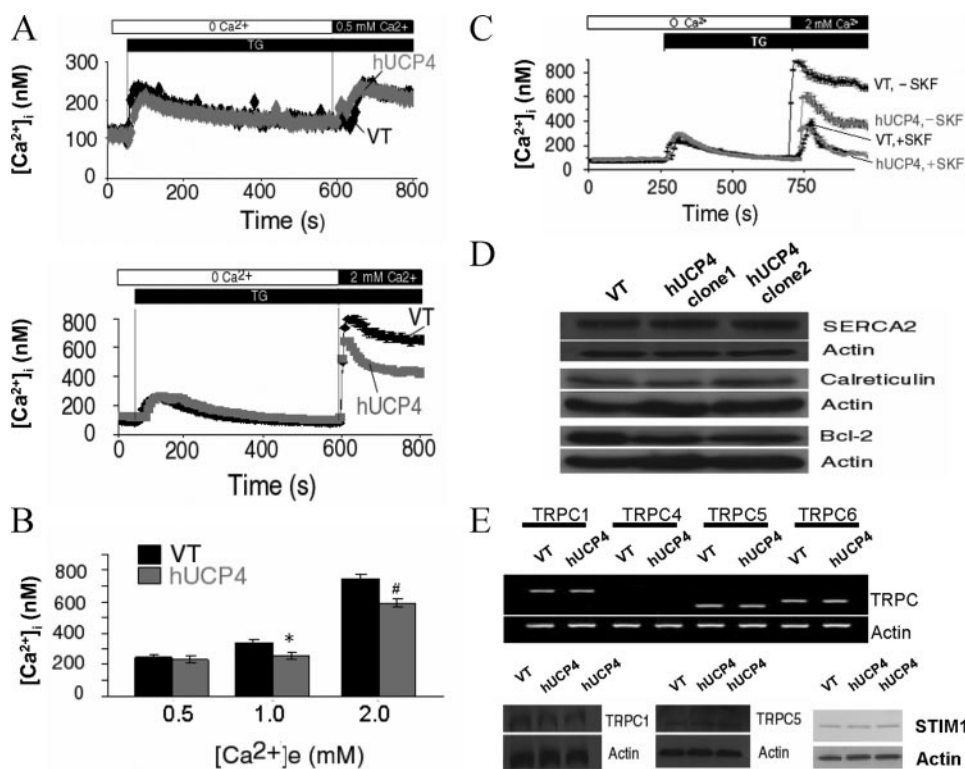 A
0 Ca2+
0.5 mM Ca2+
TG
hUCP4
VT
[Ca2+]i (nM)
300
200
100
0
0
200
400
600
800
Time (s)
0 Ca2+
2 mM Ca2+
TG
VT
hUCP4
[Ca2+]i (nM)
800
600
400
200
0
0
200
400
600
800
Time (s)
B
VT
hUCP4
[Ca2+]i (nM)
800
600
400
200
0
*
#
0.5
1.0
2.0
[Ca2+]e (mM)
C
O Ca2+
2 mM Ca2+
TG
[Ca2+]i (nM)
800
600
400
200
0
0
250
500
750
Time (s)
VT, −SKF
hUCP4, −SKF
VT,+SKF
hUCP4,+SKF
D
VT
hUCP4 clone1
hUCP4 clone2
SERCA2
Actin
Calreticulin
Actin
Bcl-2
Actin
E
TRPC1
TRPC4
TRPC5
TRPC6
VT
hUCP4
VT
hUCP4
VT
hUCP4
VT
hUCP4
TRPC
Actin
VT
hUCP4
hUCP4
TRPC1
Actin
VT
hUCP4
hUCP4
TRPC5
Actin
VT
hUCP4
hUCP4
STIM1
Actin